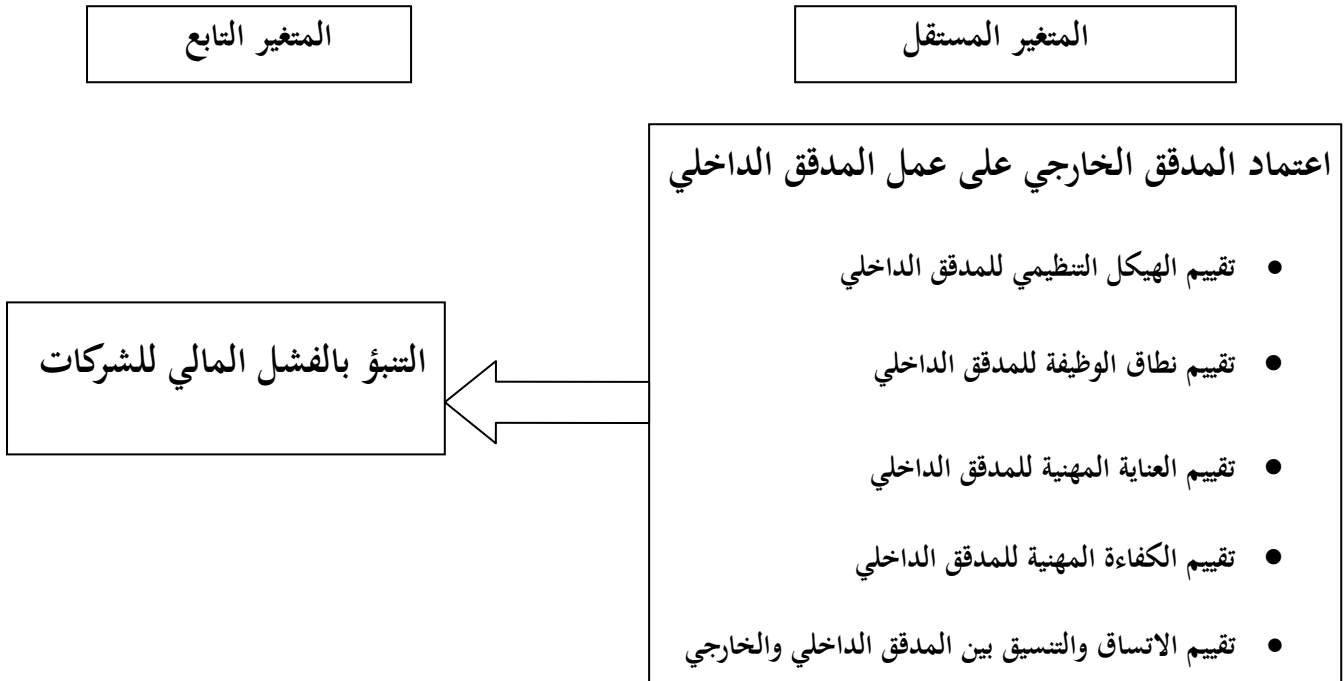 المتغير المستقل
المتغير التابع
اعتماد المدقق الخارجي على عمل المدقق الداخلي
• تقييم الهيكل التنظيمي للمدقق الداخلي
• تقييم نطاق الوظيفة للمدقق الداخلي
• تقييم العناية المهنية للمدقق الداخلي
• تقييم الكفاءة المهنية للمدقق الداخلي
• تقييم الاتساق والتنسيق بين المدقق الداخلي والخارجي
التنبؤ بالفشل المالي للشركات